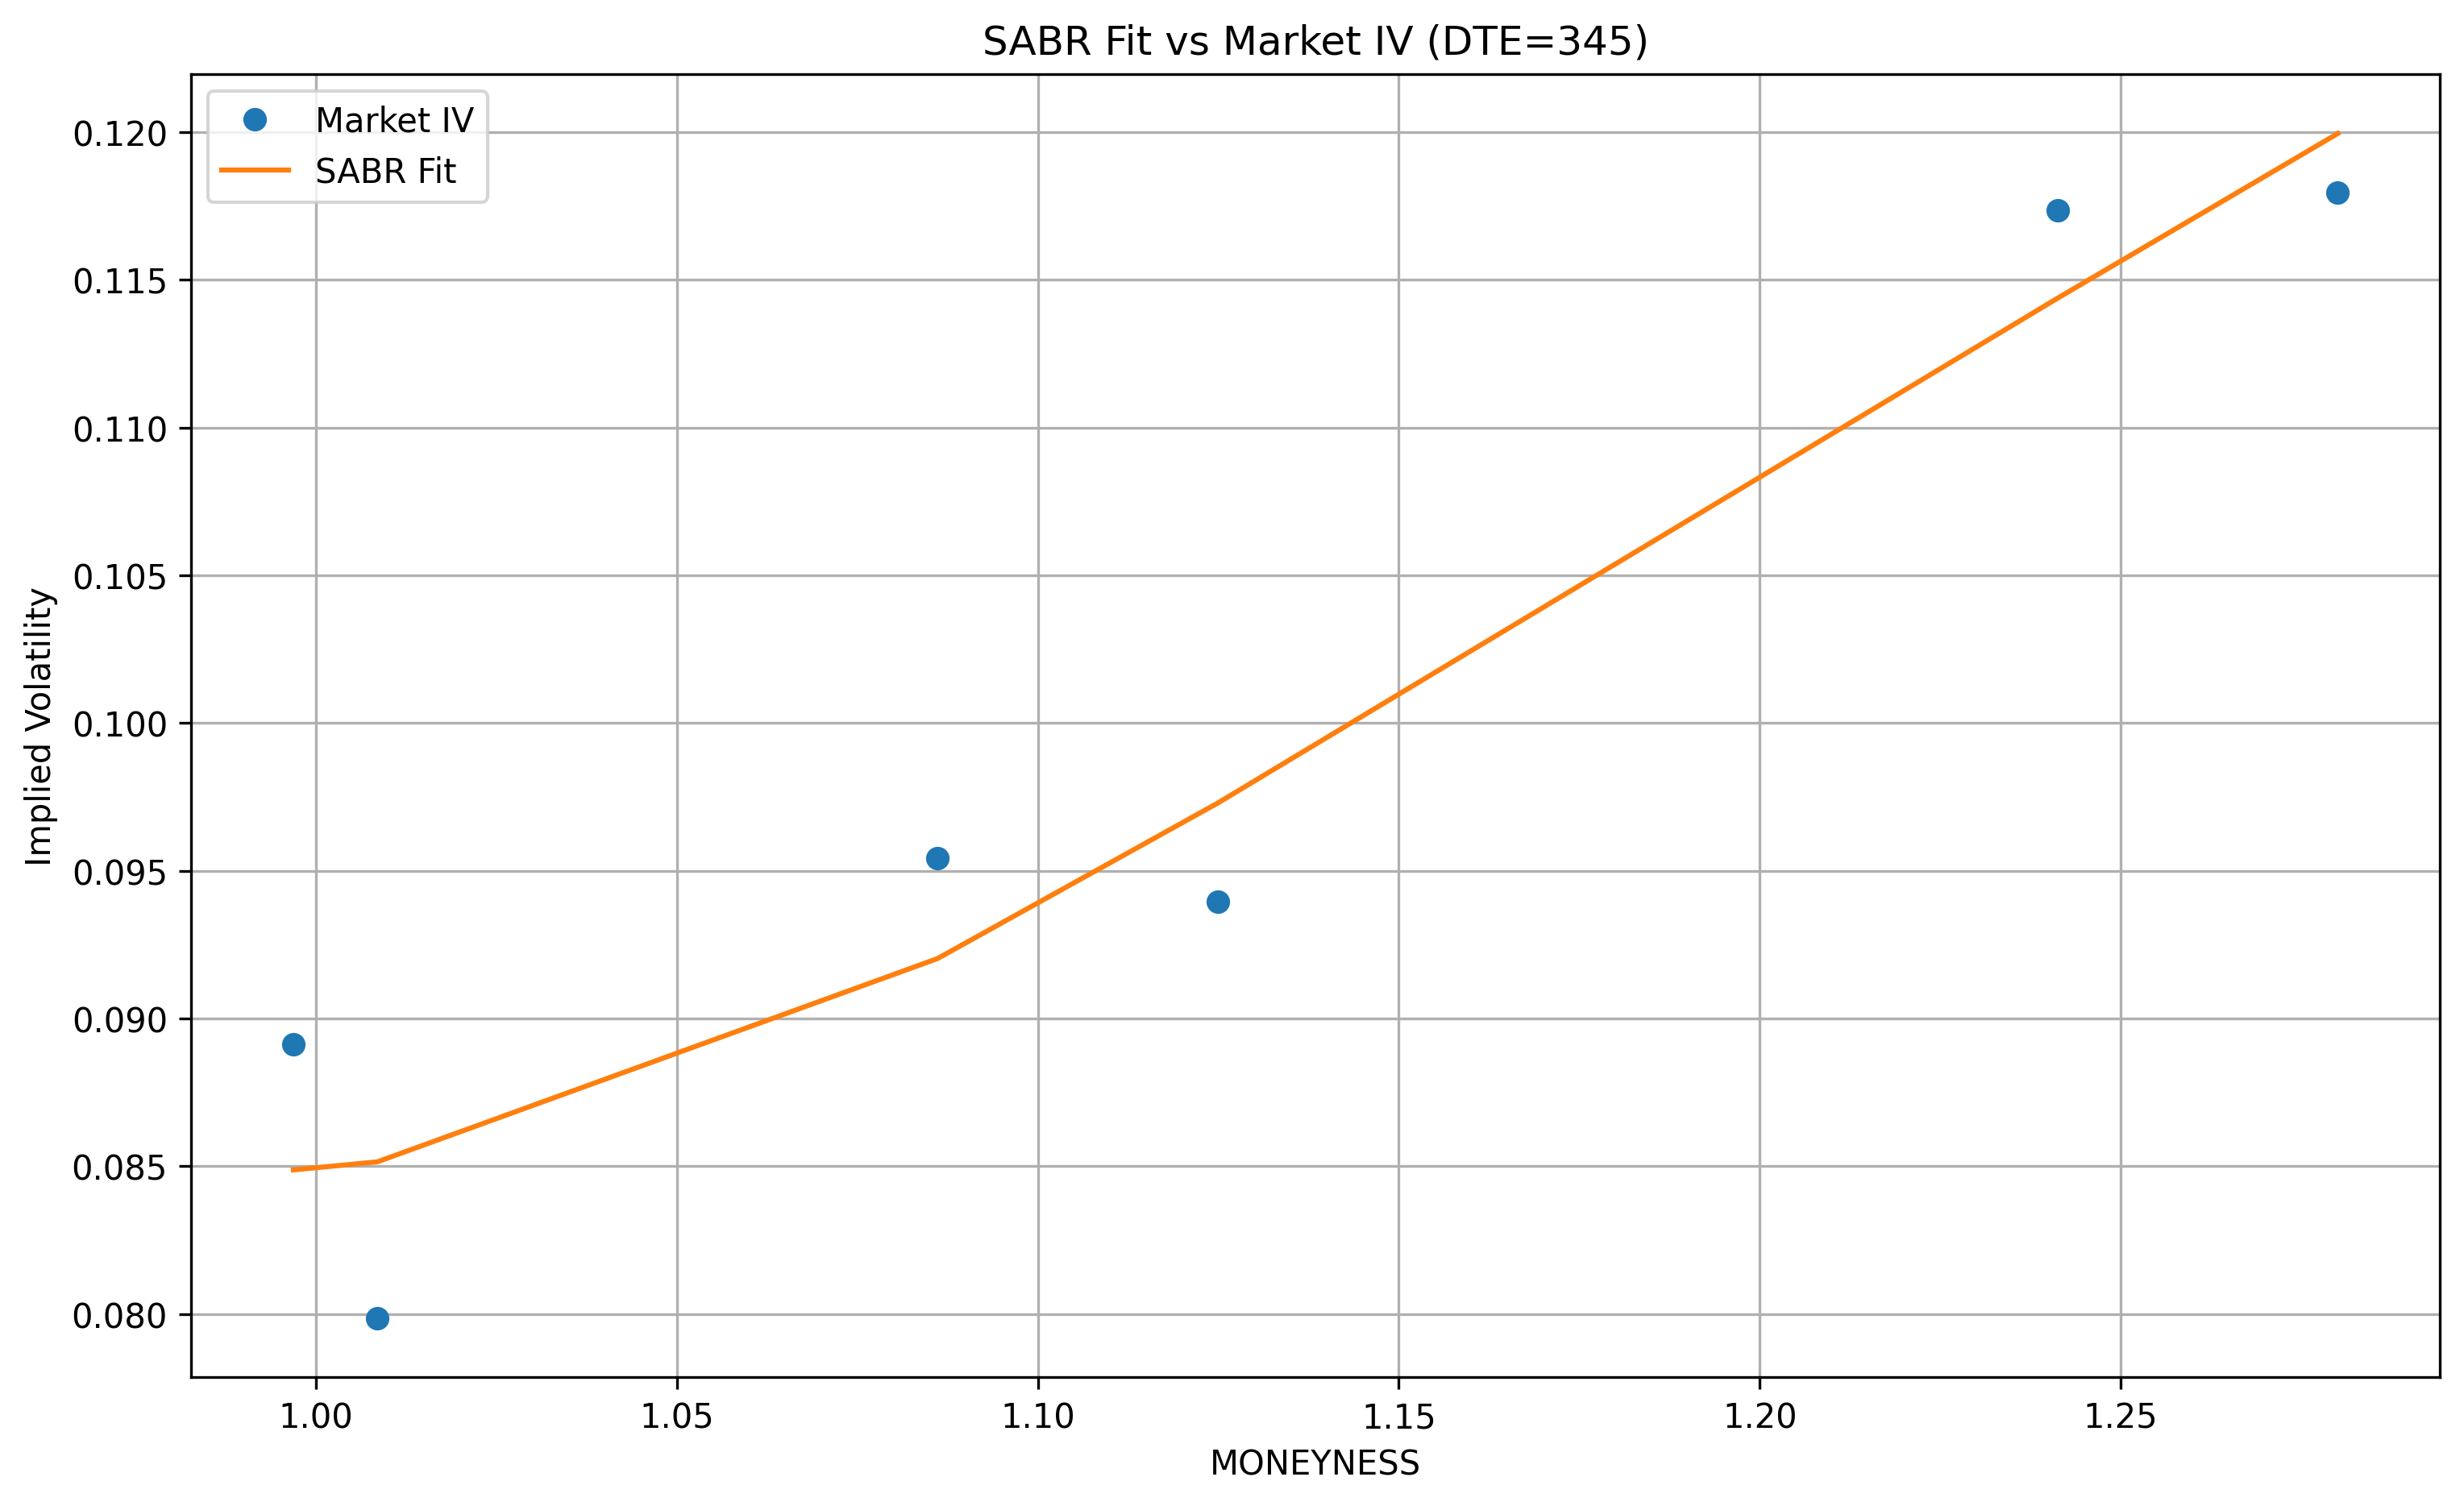 SABR Fit vs Market IV (DTE=345)
Market IV
SABR Fit
Implied Volatility
0.120
0.115
0.110
0.105
0.100
0.095
0.090
0.085
0.080
1.00 1.05 1.10 1.15 1.20 1.25
MONEYNESS